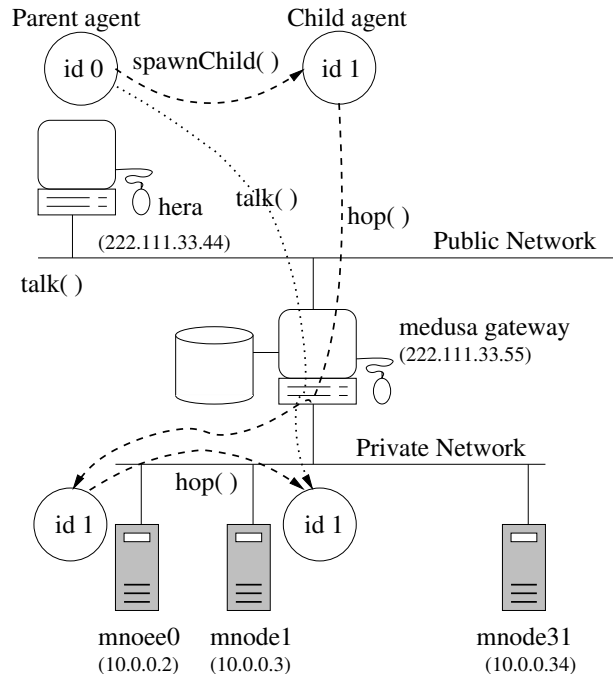 Parent agent
Child agent
id 0
spawnChild( )
id 1
talk( )
hop( )
hera
(222.111.33.44)
Public Network
talk( )
medusa gateway
(222.111.33.55)
Private Network
hop( )
id 1
id 1
mnoee0
mnode1
mnode31
(10.0.0.2)
(10.0.0.3)
(10.0.0.34)